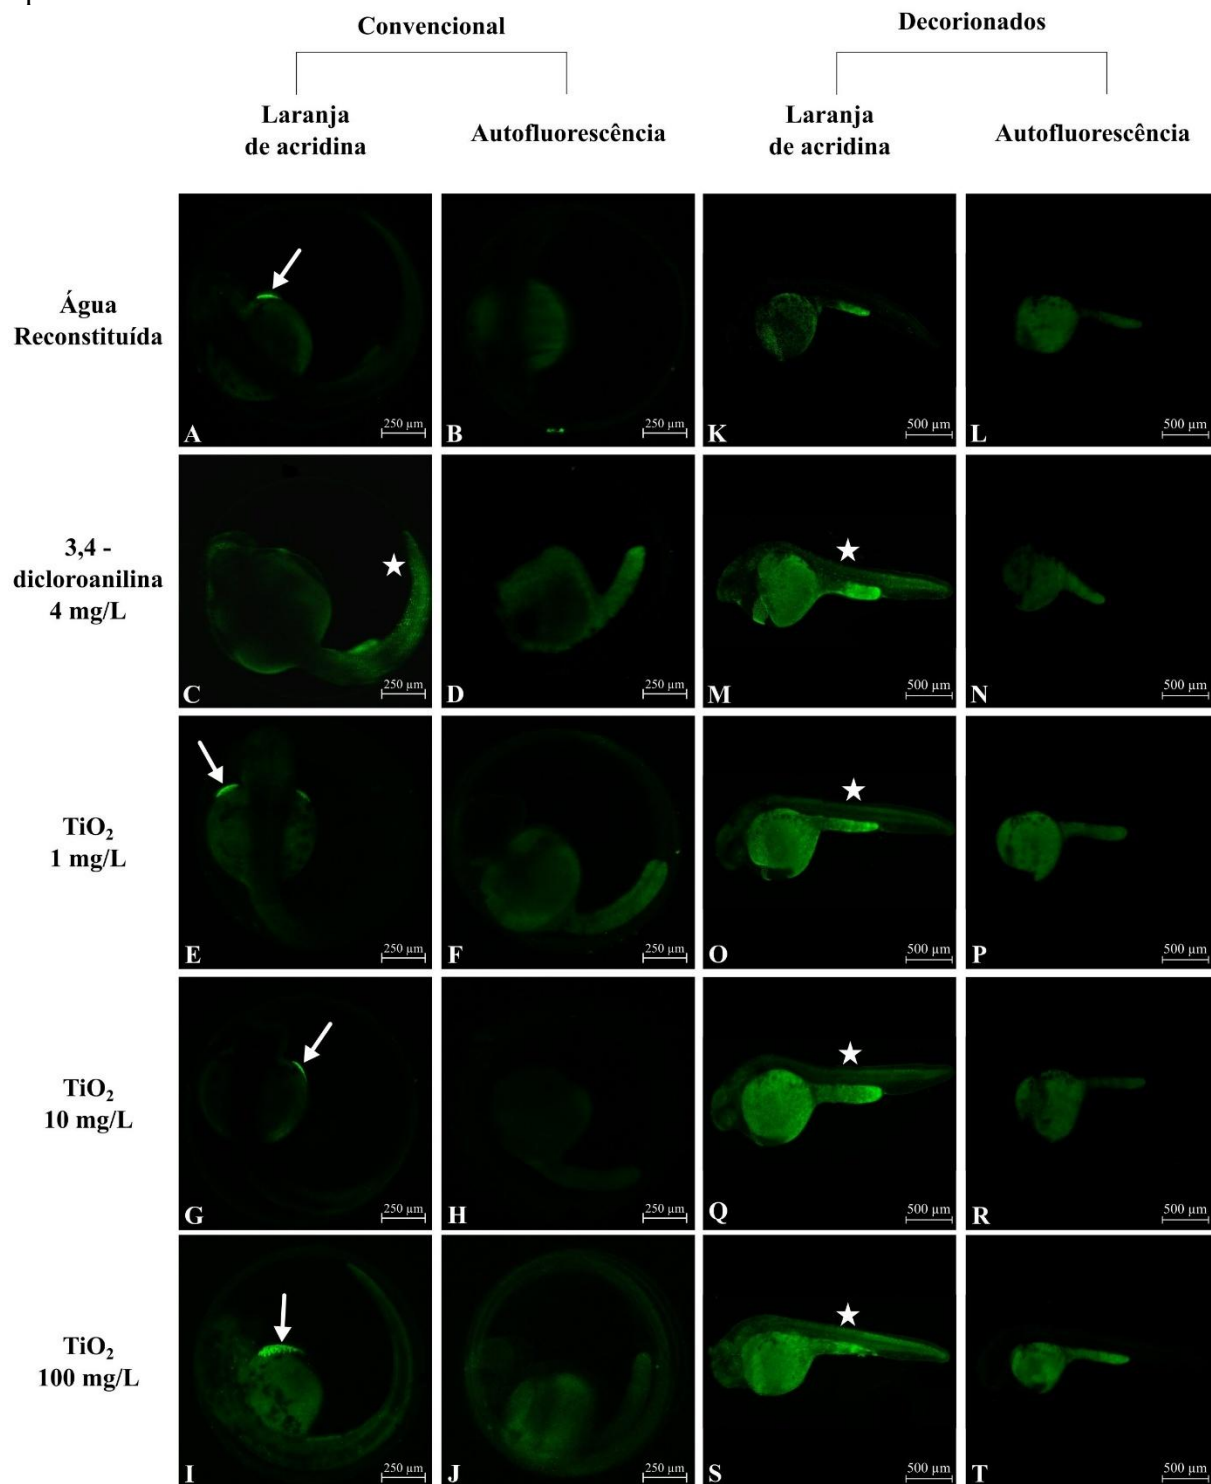 Convencional
Decorionados
Laranja
de acridina
Autofluorescência
Laranja
de acridina
Autofluorescência
Água
Reconstituída
A
250 µm
B
250 µm
K
500 µm
L
500 µm
3,4 -
dicloroanilina
4 mg/L
C
250 µm
D
250 µm
M
500 µm
N
500 µm
TiO₂
1 mg/L
E
250 µm
F
250 µm
O
500 µm
P
500 µm
TiO₂
10 mg/L
G
250 µm
H
250 µm
Q
500 µm
R
500 µm
TiO₂
100 mg/L
I
250 µm
J
250 µm
S
500 µm
T
500 µm